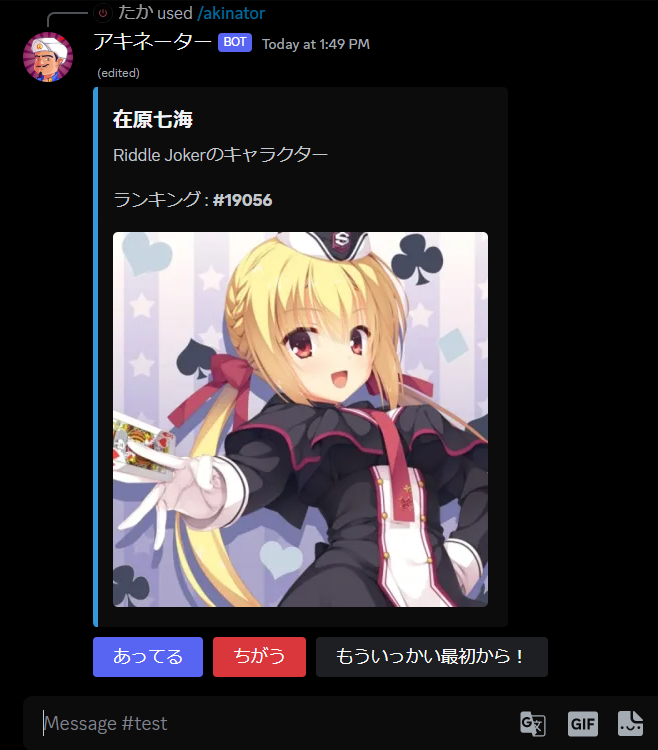 たか used /akinator
アキネーター BOT Today at 1:49 PM
(edited)
在原七海
Riddle Jokerのキャラクター
ランキング : #19056
S
あってる ちがう もういっかい最初から！
Message #test GIF